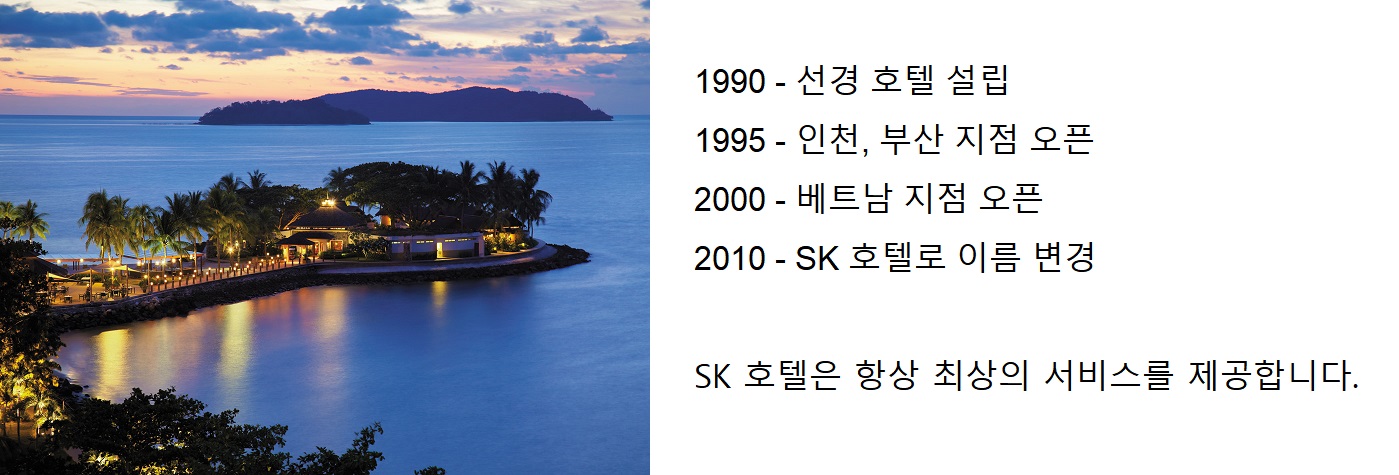 1990 - 선경 호텔 설립
1995 - 인천, 부산 지점 오픈
2000 - 베트남 지점 오픈
2010 - SK 호텔로 이름 변경
SK 호텔은 항상 최상의 서비스를 제공합니다.